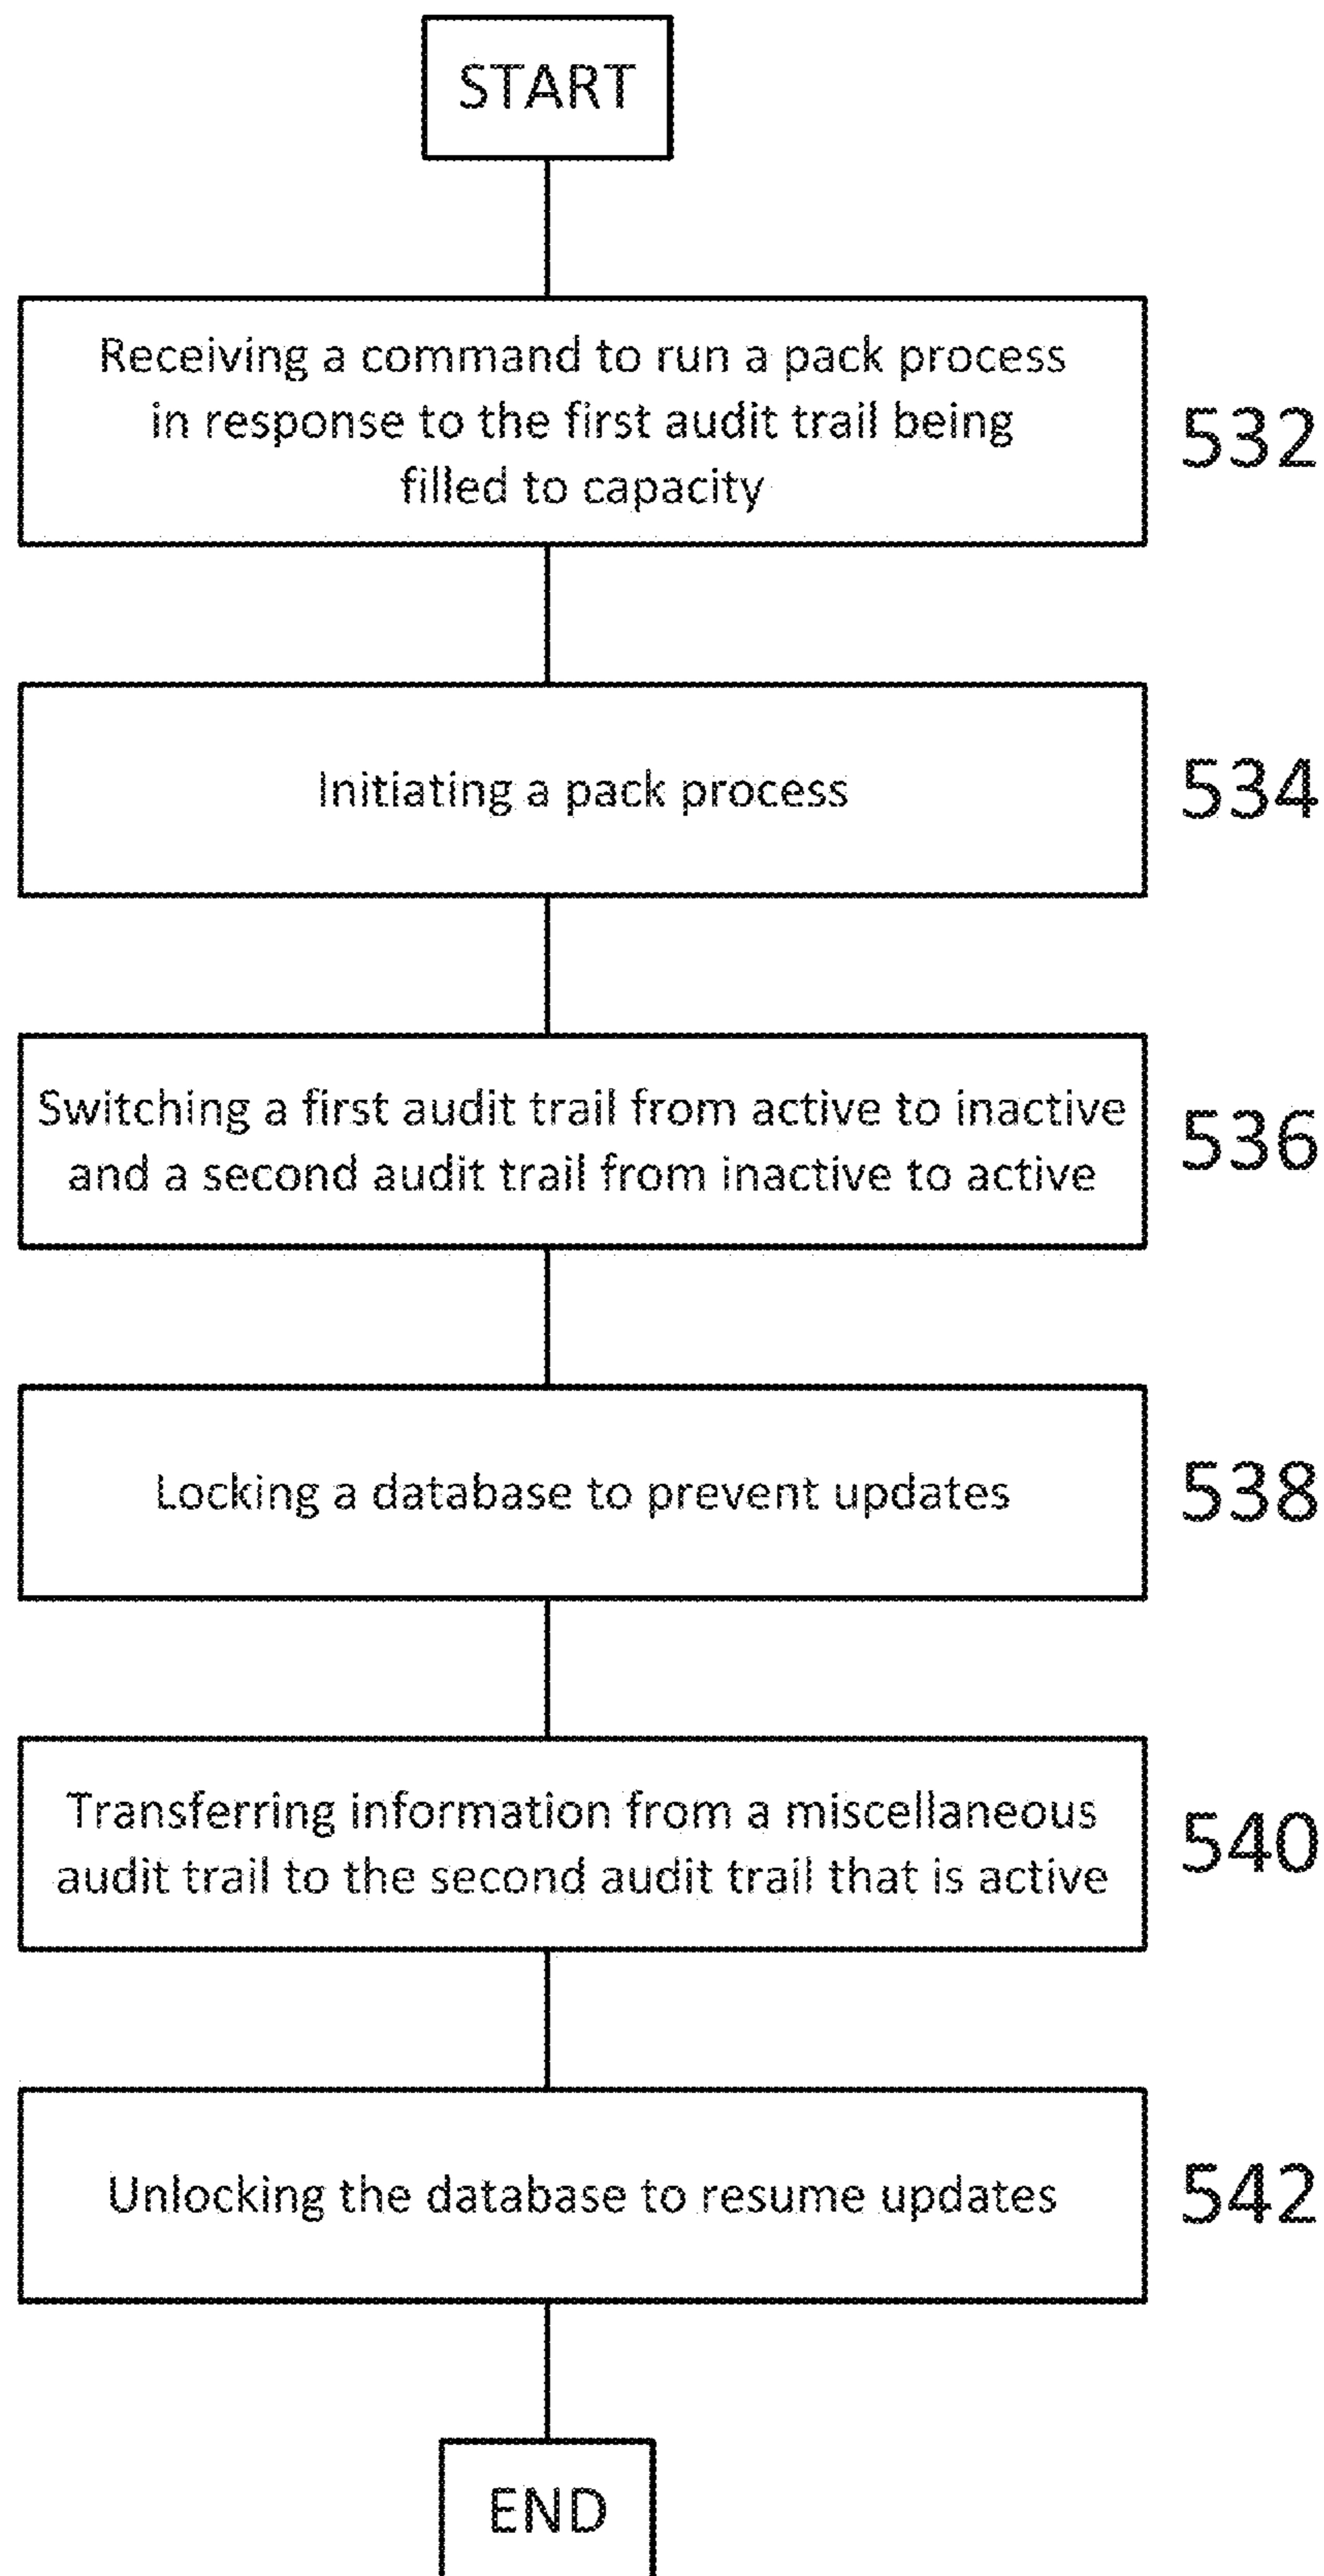 START
Receiving a command to run a pack process
in response to the first audit trail being
filled to capacity
532
Initiating a pack process
534
Switching a first audit trail from active to inactive
and a second audit trail from inactive to active
536
Locking a database to prevent updates
538
Transferring information from a miscellaneous
audit trail to the second audit trail that is active
540
Unlocking the database to resume updates
542
END